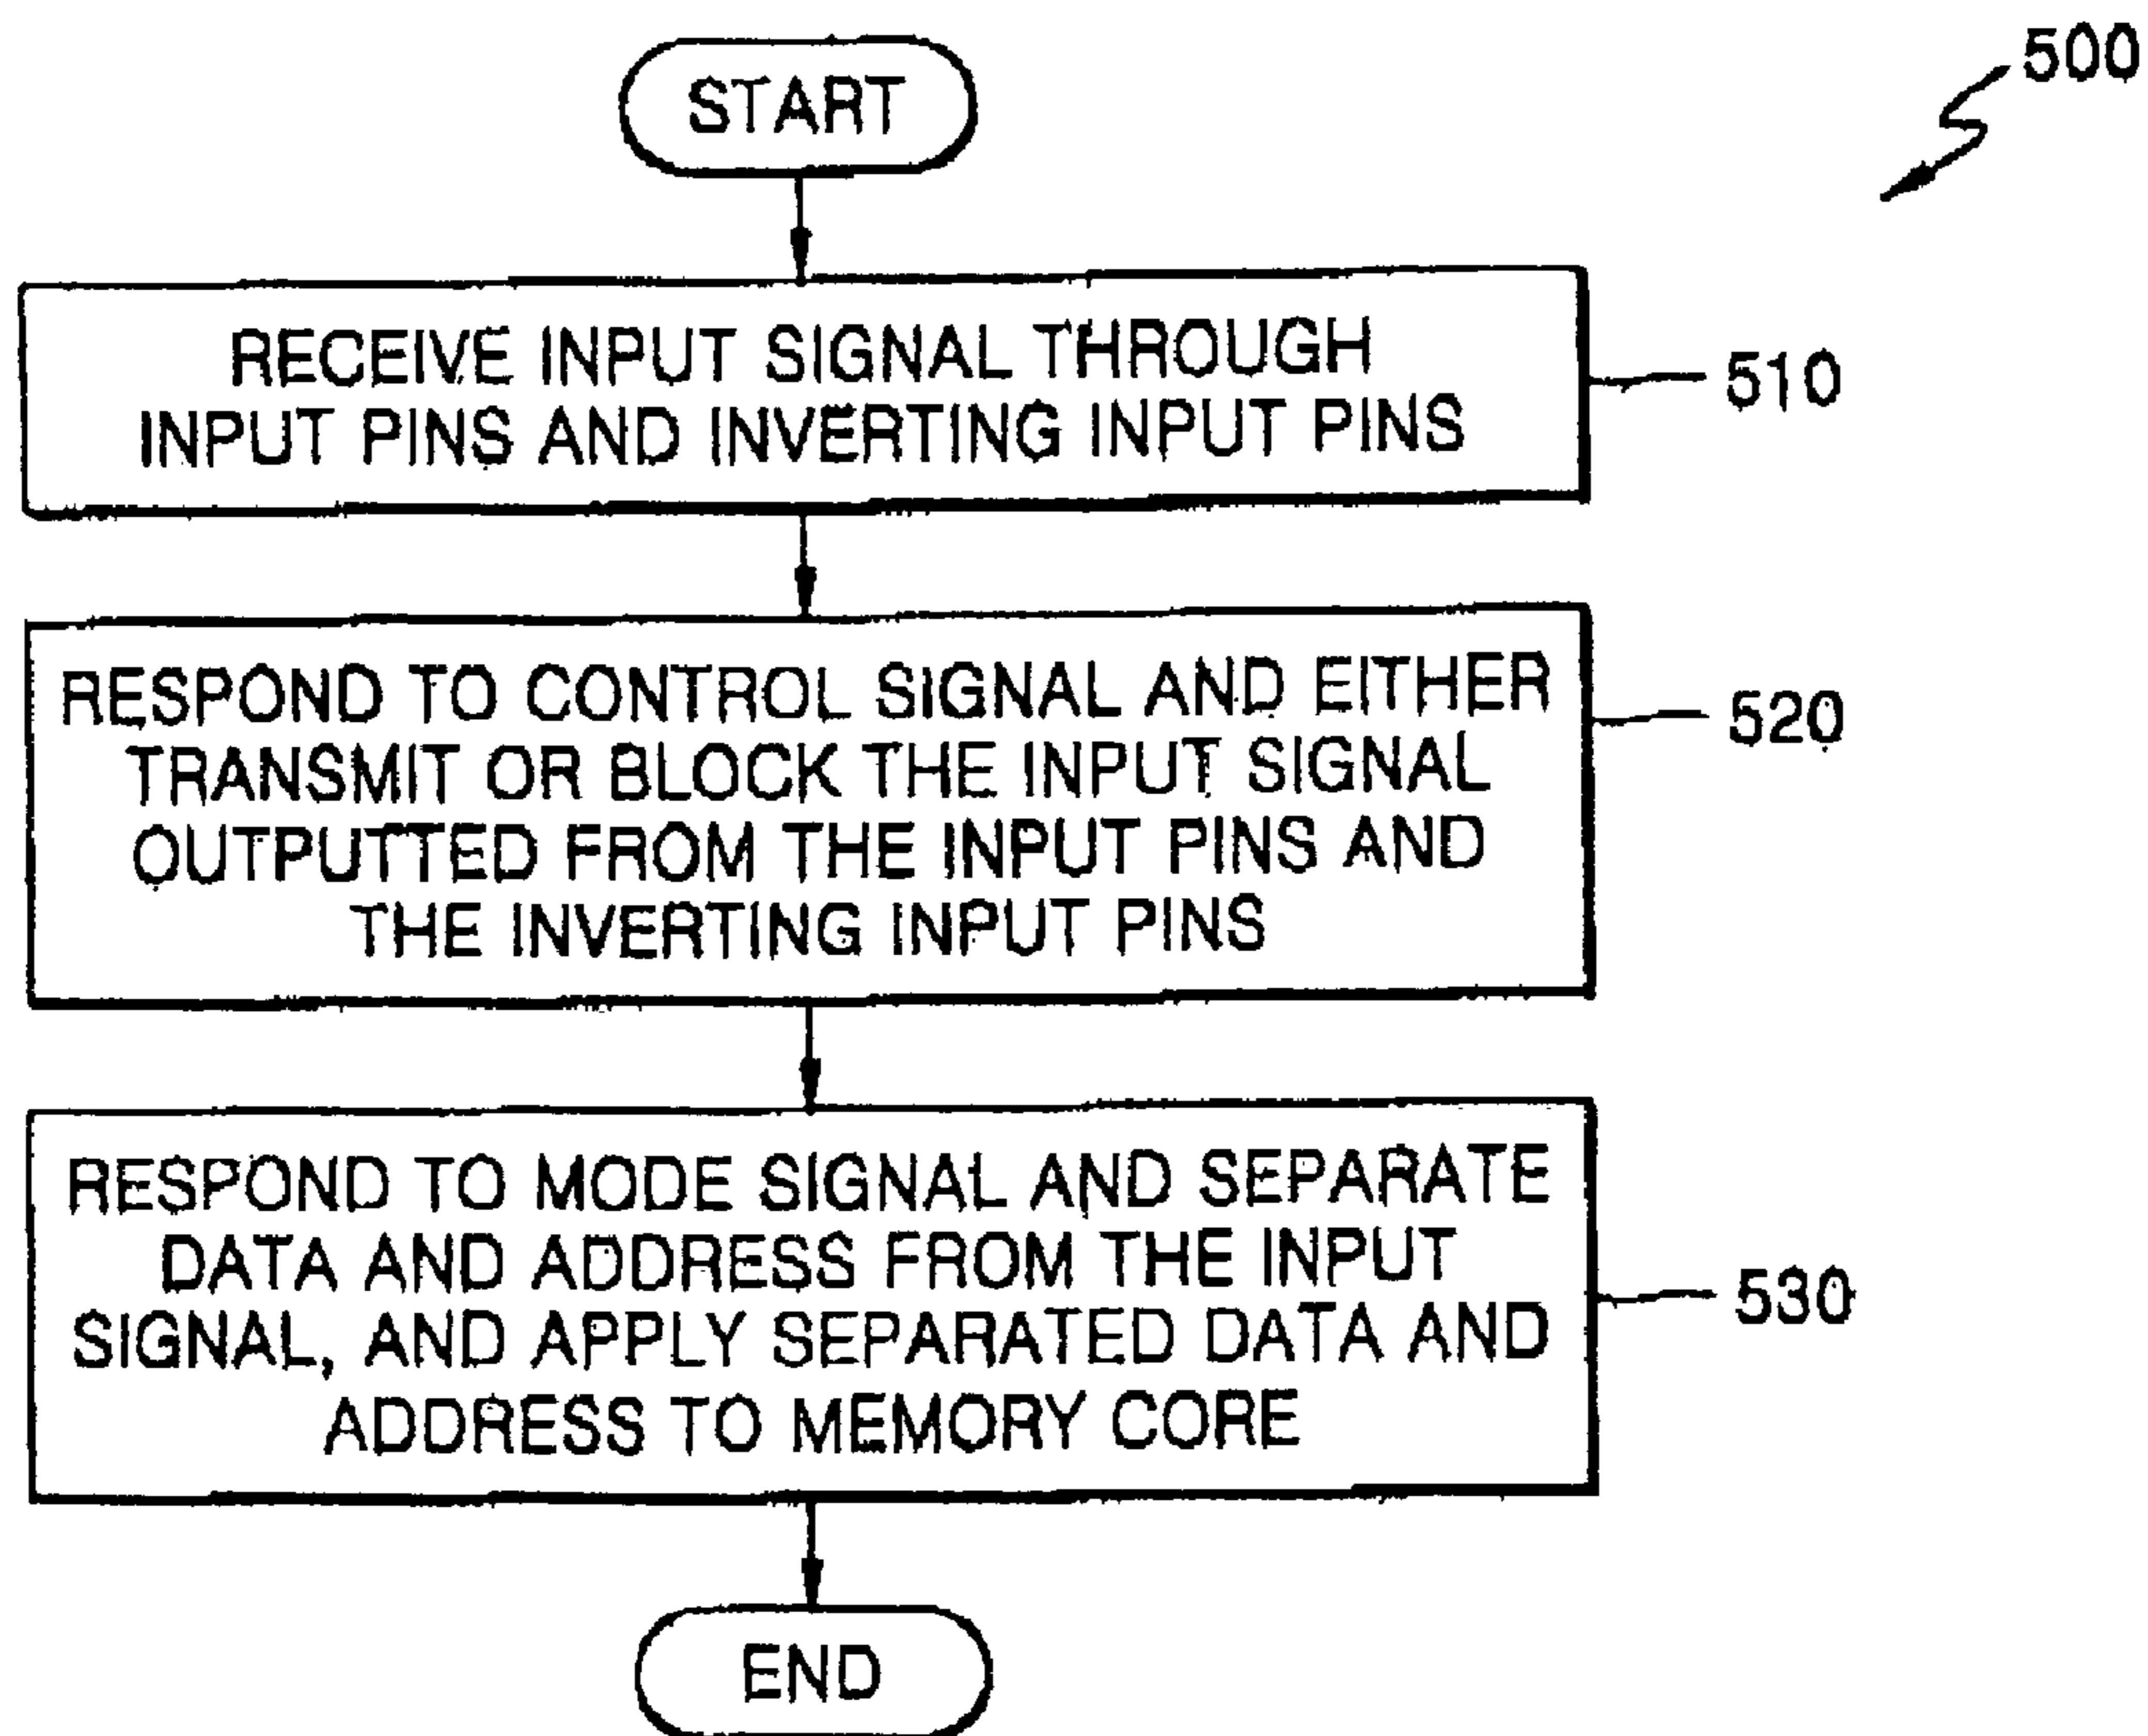 START
500
RECEIVE INPUT SIGNAL THROUGH
INPUT PINS AND INVERTING INPUT PINS
510
RESPOND TO CONTROL SIGNAL AND EITHER
TRANSMIT OR BLOCK THE INPUT SIGNAL
OUTPUTTED FROM THE INPUT PINS AND
THE INVERTING INPUT PINS
520
RESPOND TO MODE SIGNAL AND SEPARATE
DATA AND ADDRESS FROM THE INPUT
SIGNAL, AND APPLY SEPARATED DATA AND
ADDRESS TO MEMORY CORE
530
END